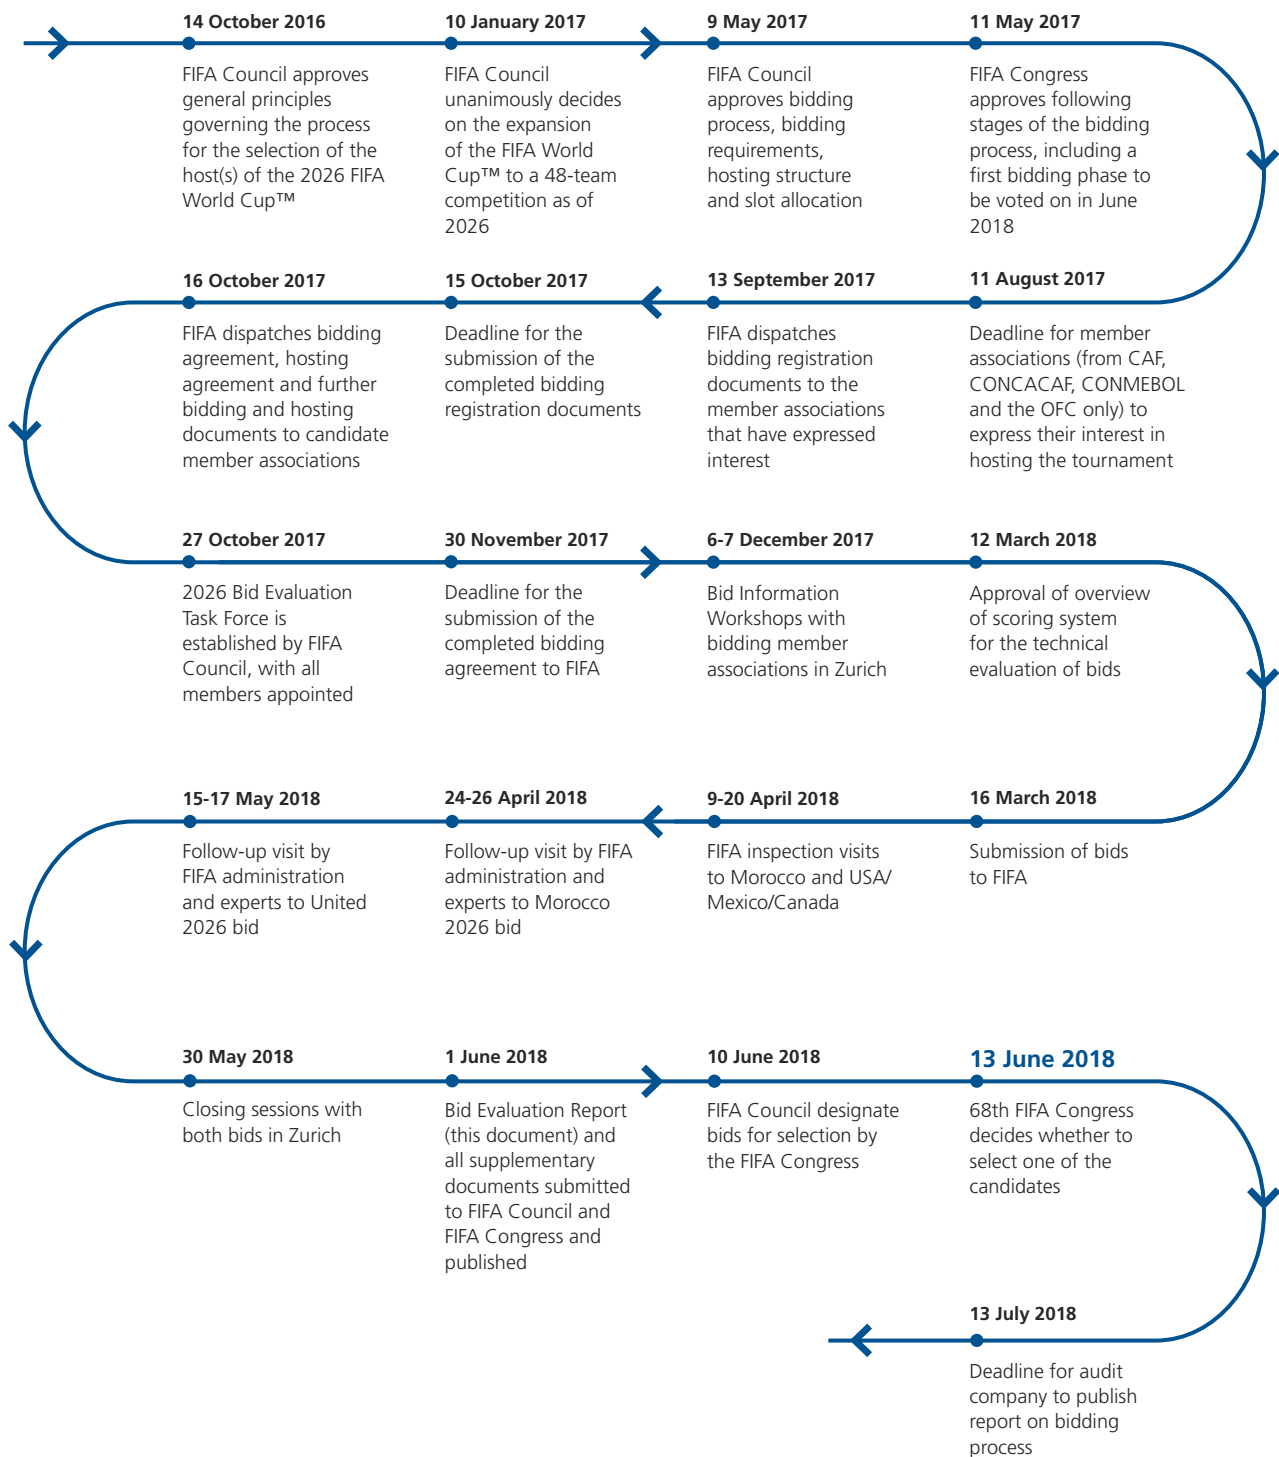 14 October 2016
FIFA Council approves
general principles
governing the process
for the selection of the
host(s) of the 2026 FIFA
World Cup™
10 January 2017
FIFA Council
unanimously decides
on the expansion
of the FIFA World
Cup™ to a 48-team
competition as of
2026
9 May 2017
FIFA Council
approves bidding
process, bidding
requirements,
hosting structure
and slot allocation
11 May 2017
FIFA Congress
approves following
stages of the bidding
process, including a
first bidding phase to
be voted on in June
2018
11 August 2017
Deadline for member
associations (from CAF,
CONCACAF, CONMEBOL
and the OFC only) to
express their interest in
hosting the tournament
13 September 2017
FIFA dispatches
bidding registration
documents to the
member associations
that have expressed
interest
15 October 2017
Deadline for the
submission of the
completed bidding
registration documents
16 October 2017
FIFA dispatches bidding
agreement, hosting
agreement and further
bidding and hosting
documents to candidate
member associations
27 October 2017
2026 Bid Evaluation
Task Force is
established by FIFA
Council, with all
members appointed
30 November 2017
Deadline for the
submission of the
completed bidding
agreement to FIFA
6-7 December 2017
Bid Information
Workshops with
bidding member
associations in Zurich
12 March 2018
Approval of overview
of scoring system
for the technical
evaluation of bids
16 March 2018
Submission of bids
to FIFA
9-20 April 2018
FIFA inspection visits
to Morocco and USA/
Mexico/Canada
24-26 April 2018
Follow-up visit by FIFA
administration and
experts to Morocco
2026 bid
15-17 May 2018
Follow-up visit by
FIFA administration
and experts to United
2026 bid
30 May 2018
Closing sessions with
both bids in Zurich
1 June 2018
Bid Evaluation Report
(this document) and
all supplementary
documents submitted
to FIFA Council and
FIFA Congress and
published
10 June 2018
FIFA Council designate
bids for selection by
the FIFA Congress
13 June 2018
68th FIFA Congress
decides whether to
select one of the
candidates
13 July 2018
Deadline for audit
company to publish
report on bidding
process